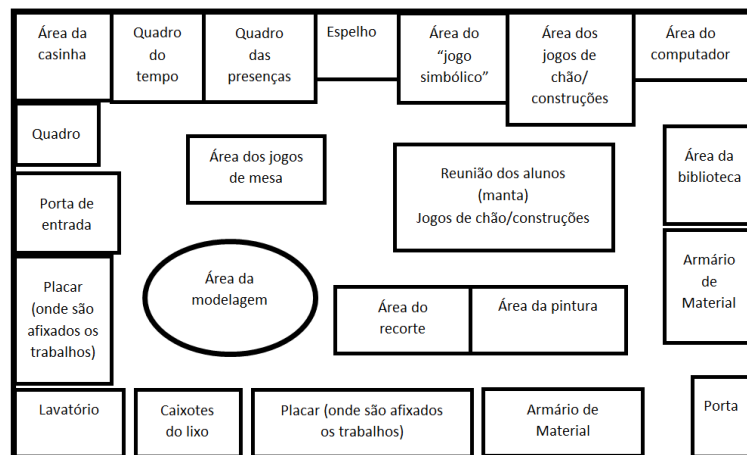 Área da
casinha
Quadro
do
tempo
Quadro
das
presenças
Espelho
Área do
“jogo
simbólico”
Área dos
jogos de
chão/
construções
Área do
computador
Quadro
Área dos jogos
de mesa
Reunião dos alunos
(manta)
Jogos de chão/construções
Área da
biblioteca
Porta de
entrada
Área da
modelagem
Armário
de
Material
Placar
(onde são
afixados os
trabalhos)
Área do
recorte
Área da pintura
Lavatório
Caixotes
do lixo
Placar (onde são afixados
os trabalhos)
Armário de
Material
Porta